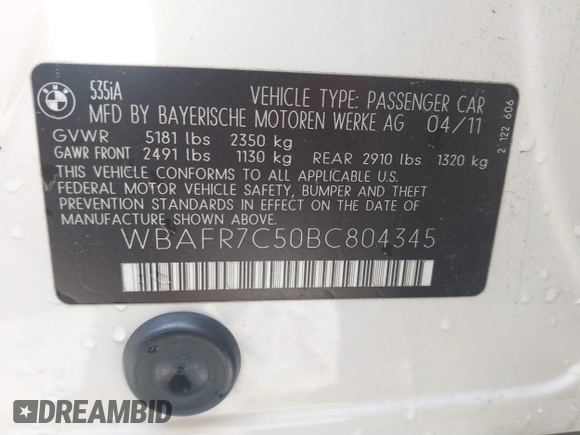 BMW
535iA
VEHICLE TYPE: PASSENGER CAR
MFD BY BAYERISCHE MOTOREN WERKE AG 04/11
GVWR 5181 lbs 2350 kg
GAWR FRONT 2491 lbs 1130 kg REAR 2910 lbs 1320 kg
THIS VEHICLE CONFORMS TO ALL APPLICABLE U.S.
FEDERAL MOTOR VEHICLE SAFETY, BUMPER AND THEFT
PREVENTION STANDARDS IN EFFECT ON THE DATE OF
MANUFACTURE SHOWN ABOVE.
WBAFR7C50BC804345
2 122 606
DREAMBID